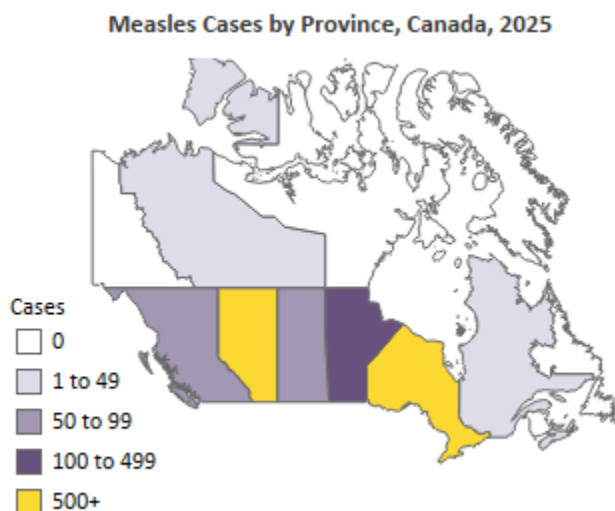 Measles Cases by Province, Canada, 2025
Cases
0
1 to 49
50 to 99
100 to 499
500+